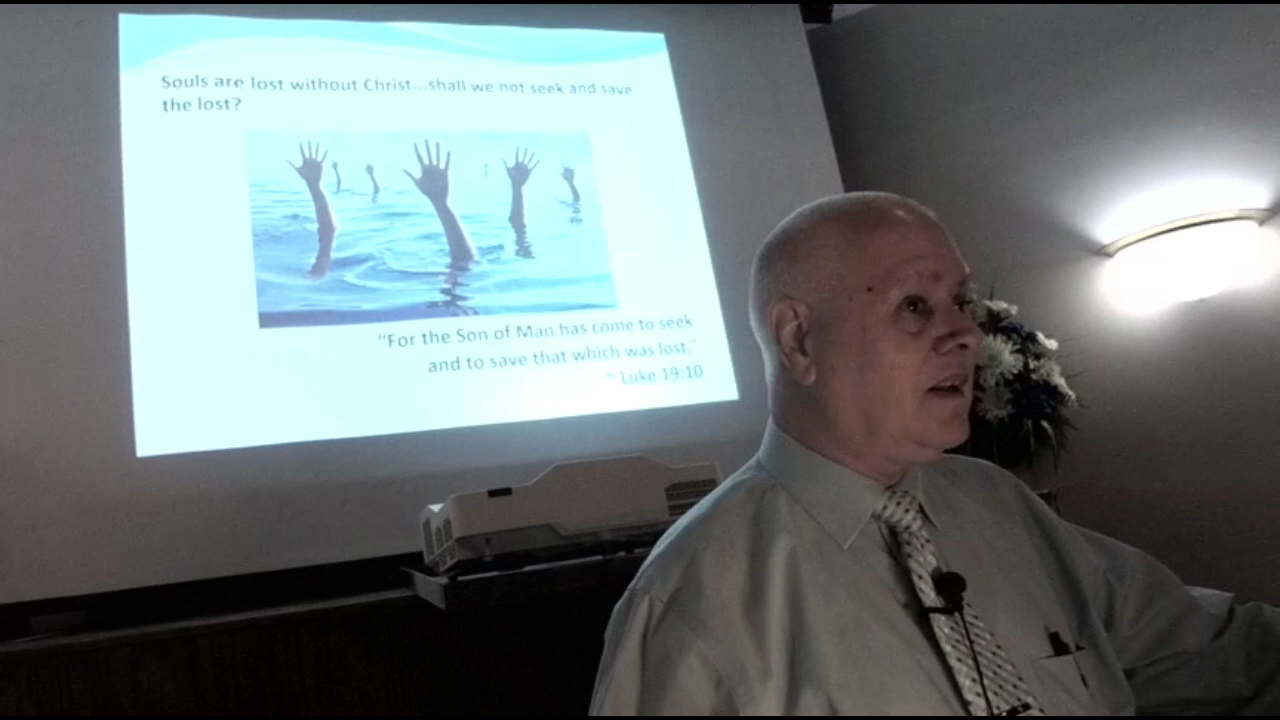 Souls are lost without Christ...shall we not seek and save
the lost?
“For the Son of Man has come to seek
and to save that which was lost.”
“ Luke 19:10